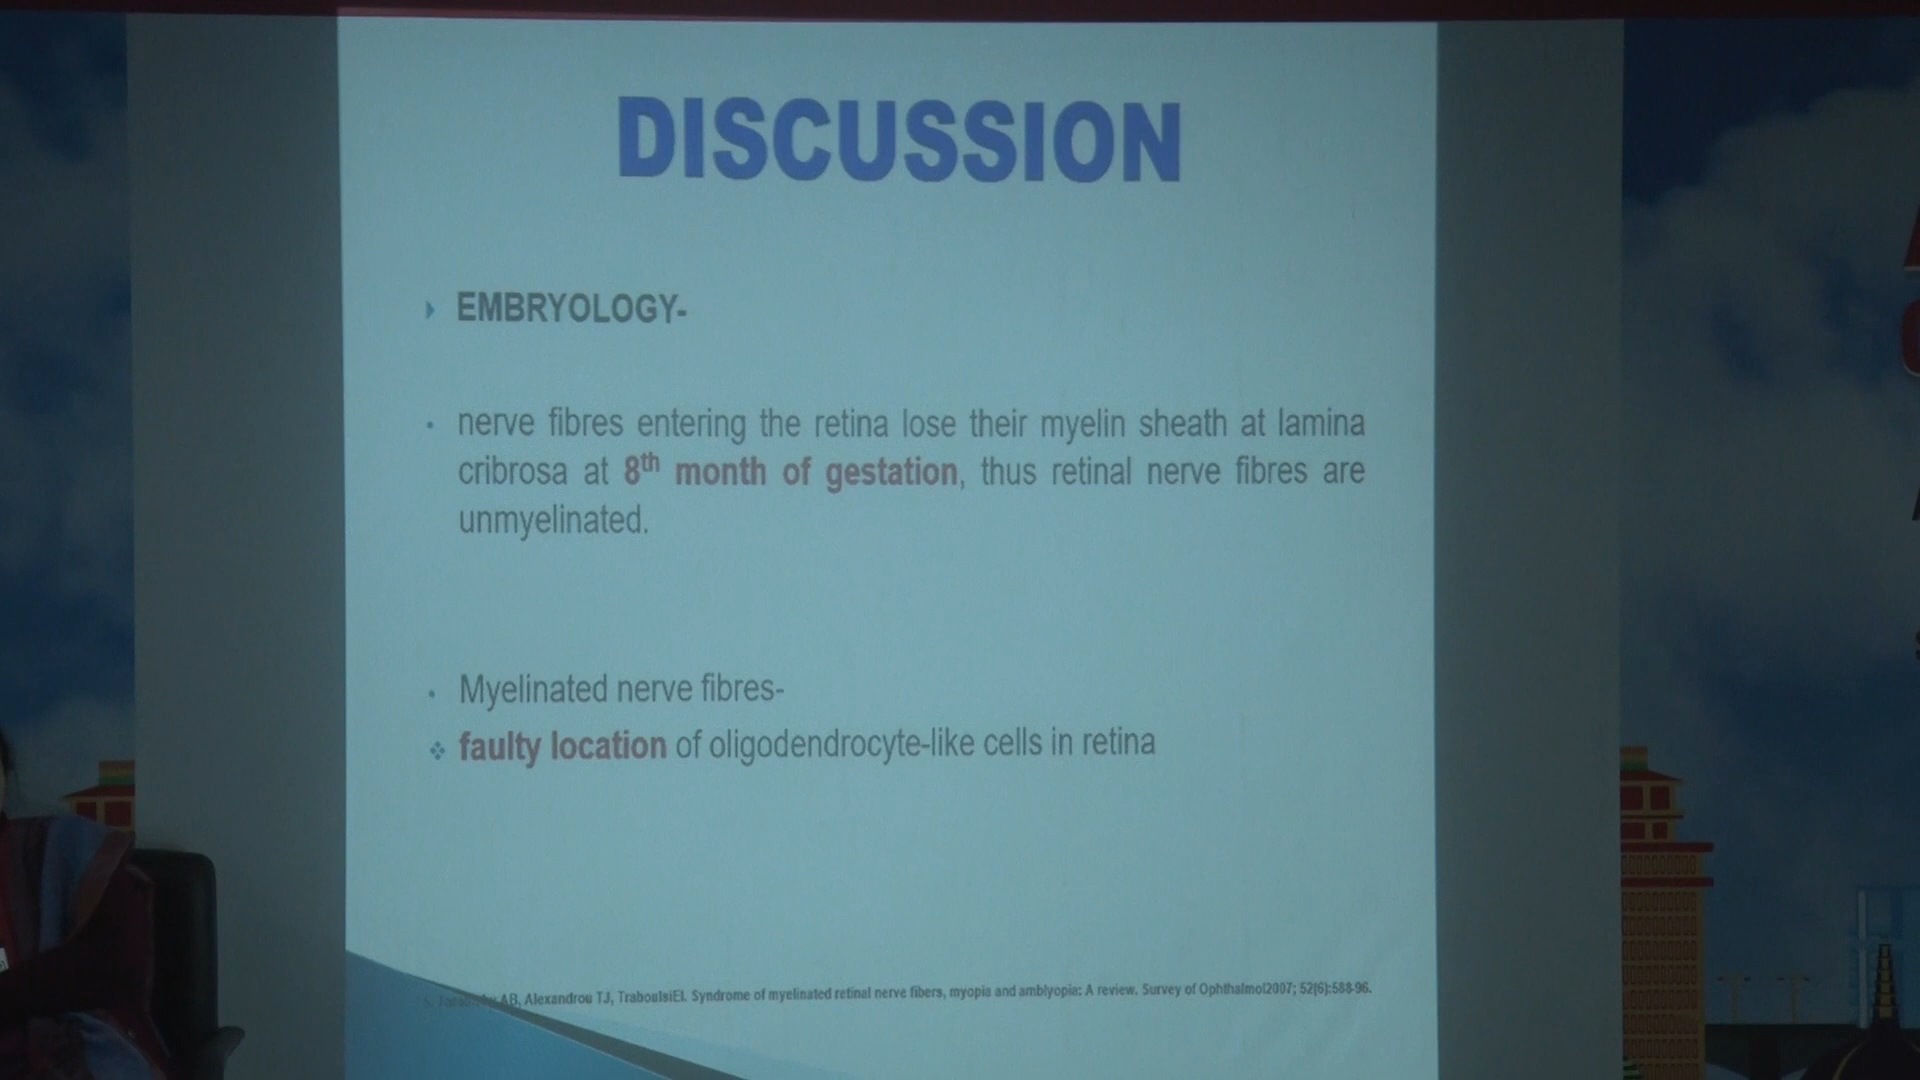 DISCUSSION
EMBRYOLOGY-
nerve fibres entering the retina lose their myelin sheath at lamina
cribrosa at 8th month of gestation, thus retinal nerve fibres are
unmyelinated.
Myelinated nerve fibres-
faulty location of oligodendrocyte-like cells in retina
AB, Alexandrou TJ, TraboulsiEI. Syndrome of myelinated retinal nerve fibers, myopia and amblyopia: A review. Survey of Ophthalmol2007; 52(6):588-96.